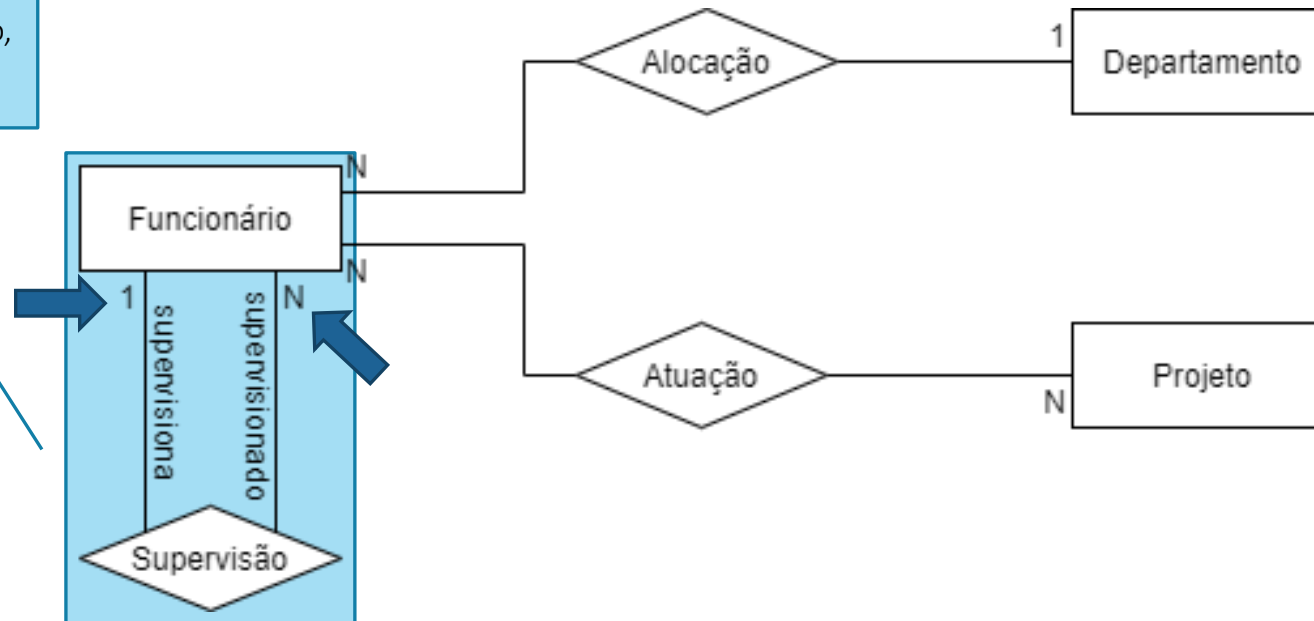 o,
Alocação
1
Departamento
N
Funcionário
N
1
supervisiona
supervisionado
N
Atuação
N
Projeto
Supervisão